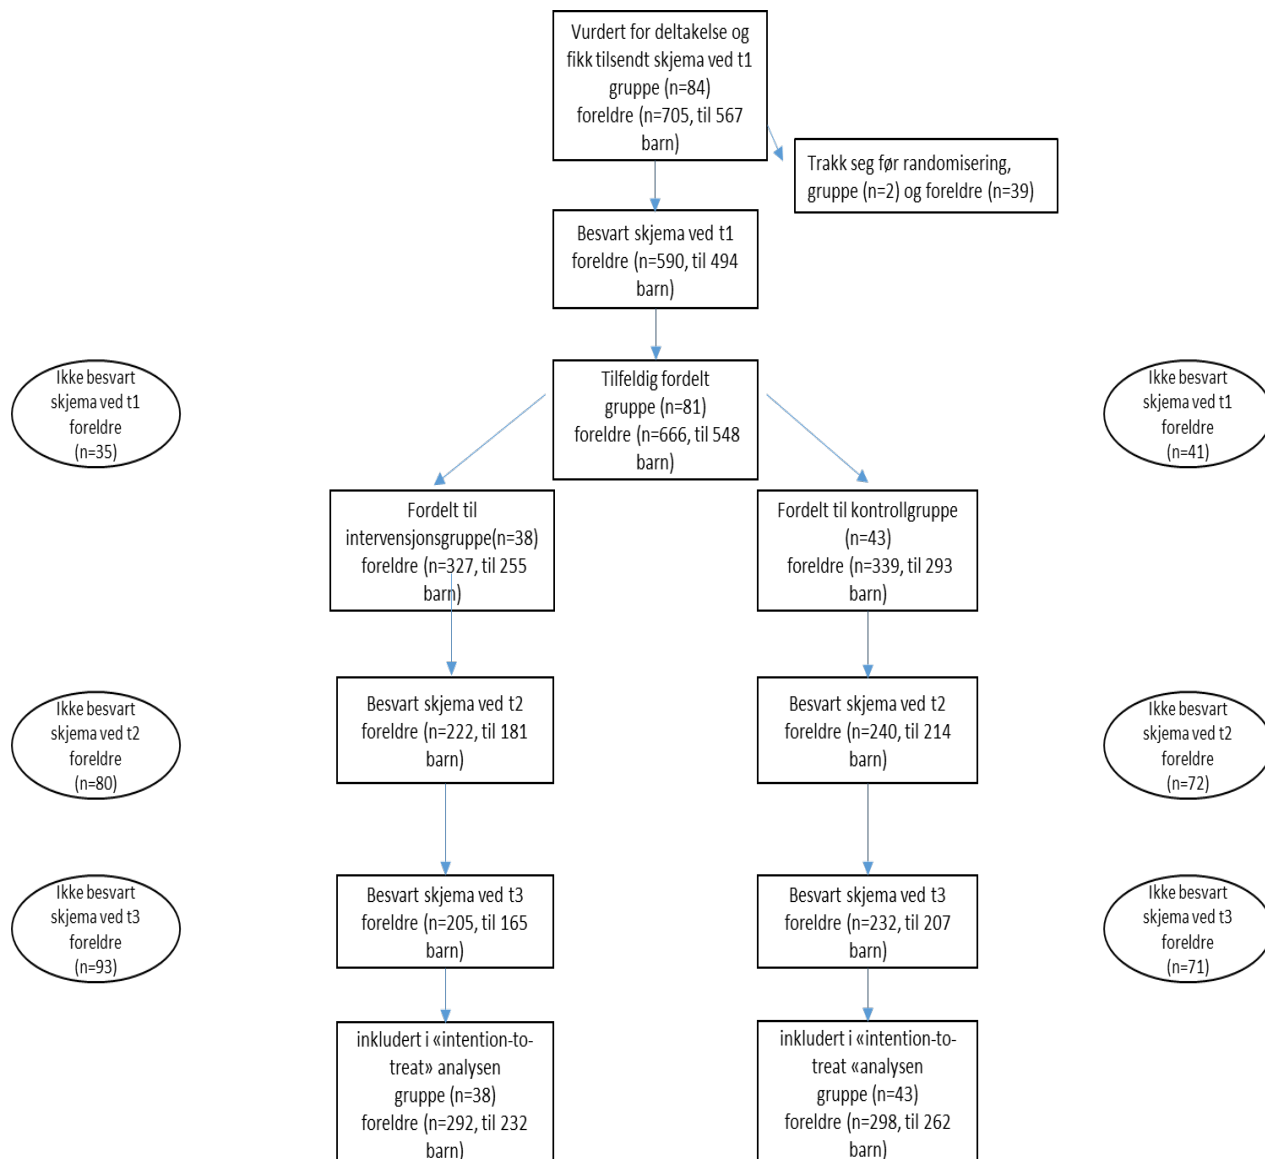 Vurdert for deltakelse og
fikk tilsendt skjema ved t1
gruppe (n=84)
foreldre (n=705, til 567
barn)
Trakk seg før randomisering,
gruppe (n=2) og foreldre (n=39)
Besvart skjema ved t1
foreldre (n=590, til 494
barn)
Ikke besvart
skjema ved t1
foreldre
(n=35)
Tilfeldig fordelt
gruppe (n=81)
foreldre (n=666, til 548
barn)
Ikke besvart
skjema ved t1
foreldre
(n=41)
Fordelt til
intervensjonsgruppe(n=38)
foreldre (n=327, til 255
barn)
Fordelt til kontrollgruppe
(n=43)
foreldre (n=339, til 293
barn)
Ikke besvart
skjema ved t2
foreldre
(n=80)
Besvart skjema ved t2
foreldre (n=222, til 181
barn)
Besvart skjema ved t2
foreldre (n=240, til 214
barn)
Ikke besvart
skjema ved t2
foreldre
(n=72)
Ikke besvart
skjema ved t3
foreldre
(n=93)
Besvart skjema ved t3
foreldre (n=205, til 165
barn)
Besvart skjema ved t3
foreldre (n=232, til 207
barn)
Ikke besvart
skjema ved t3
foreldre
(n=71)
inkludert i «intention-to-
treat» analysen
gruppe (n=38)
foreldre (n=292, til 232
barn)
inkludert i «intention-to-
treat «analysen
gruppe (n=43)
foreldre (n=298, til 262
barn)